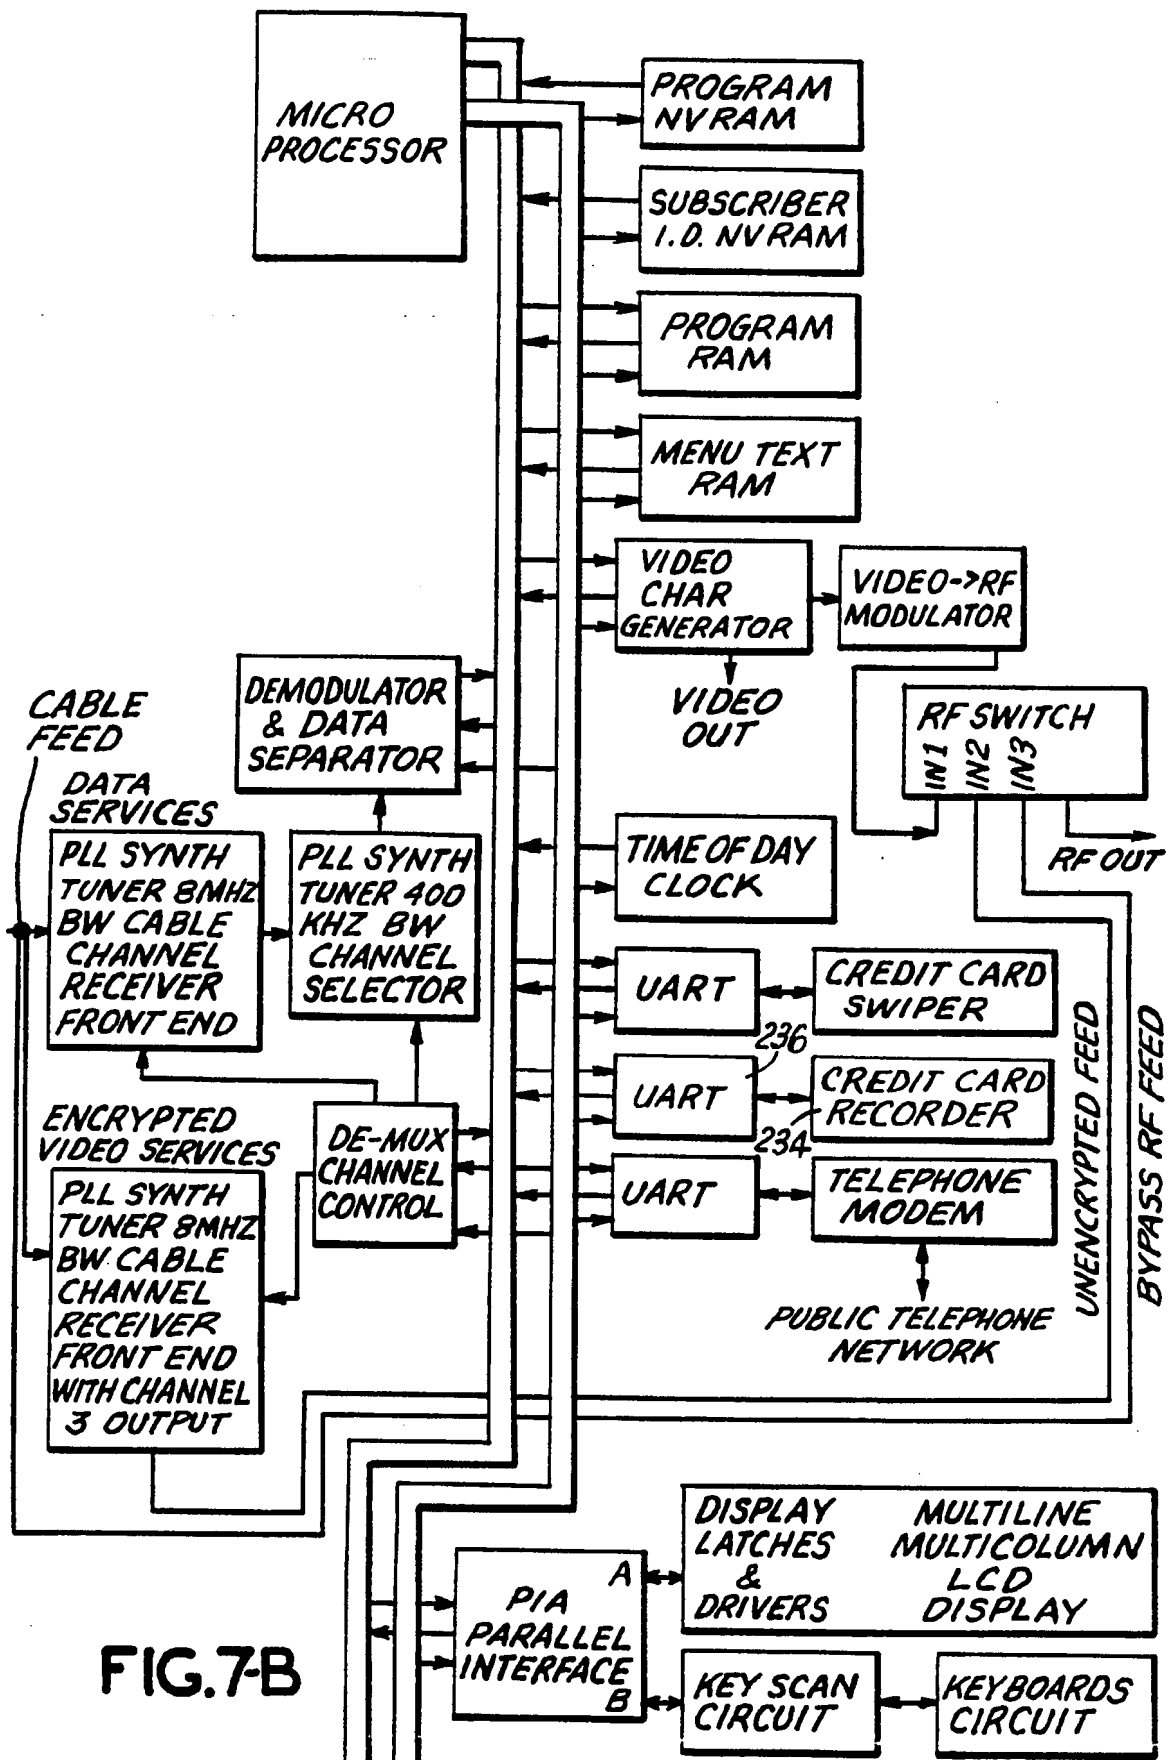 MICRO
PROCESSOR
PROGRAM
NVRAM
SUBSCRIBER
I.D. NVRAM
PROGRAM
RAM
MENU TEXT
RAM
VIDEO
CHAR
GENERATOR
VIDEO->RF
MODULATOR
VIDEO
OUT
RF SWITCH
IN1
IN2
IN3
RF OUT
DEMODULATOR
& DATA
SEPARATOR
CABLE
FEED
DATA
SERVICES
PLL SYNTH
TUNER 8MHZ
BW CABLE
CHANNEL
RECEIVER
FRONT END
PLL SYNTH
TUNER 400
KHZ BW
CHANNEL
SELECTOR
TIME OF DAY
CLOCK
UART
CREDIT CARD
SWIPER
236
UART
CREDIT CARD
RECORDER
234
UART
TELEPHONE
MODEM
PUBLIC TELEPHONE
NETWORK
UNENCRYPTED FEED
BYPASS RF FEED
ENCRYPTED
VIDEO SERVICES
PLL SYNTH
TUNER 8MHZ
BW CABLE
CHANNEL
RECEIVER
FRONT END
WITH CHANNEL
3 OUTPUT
DE-MUX
CHANNEL
CONTROL
DISPLAY
LATCHES
&
DRIVERS
MULTILINE
MULTICOLUMN
LCD
DISPLAY
A
PIA
PARALLEL
INTERFACE
B
KEY SCAN
CIRCUIT
KEYBOARDS
CIRCUIT
FIG.7-B